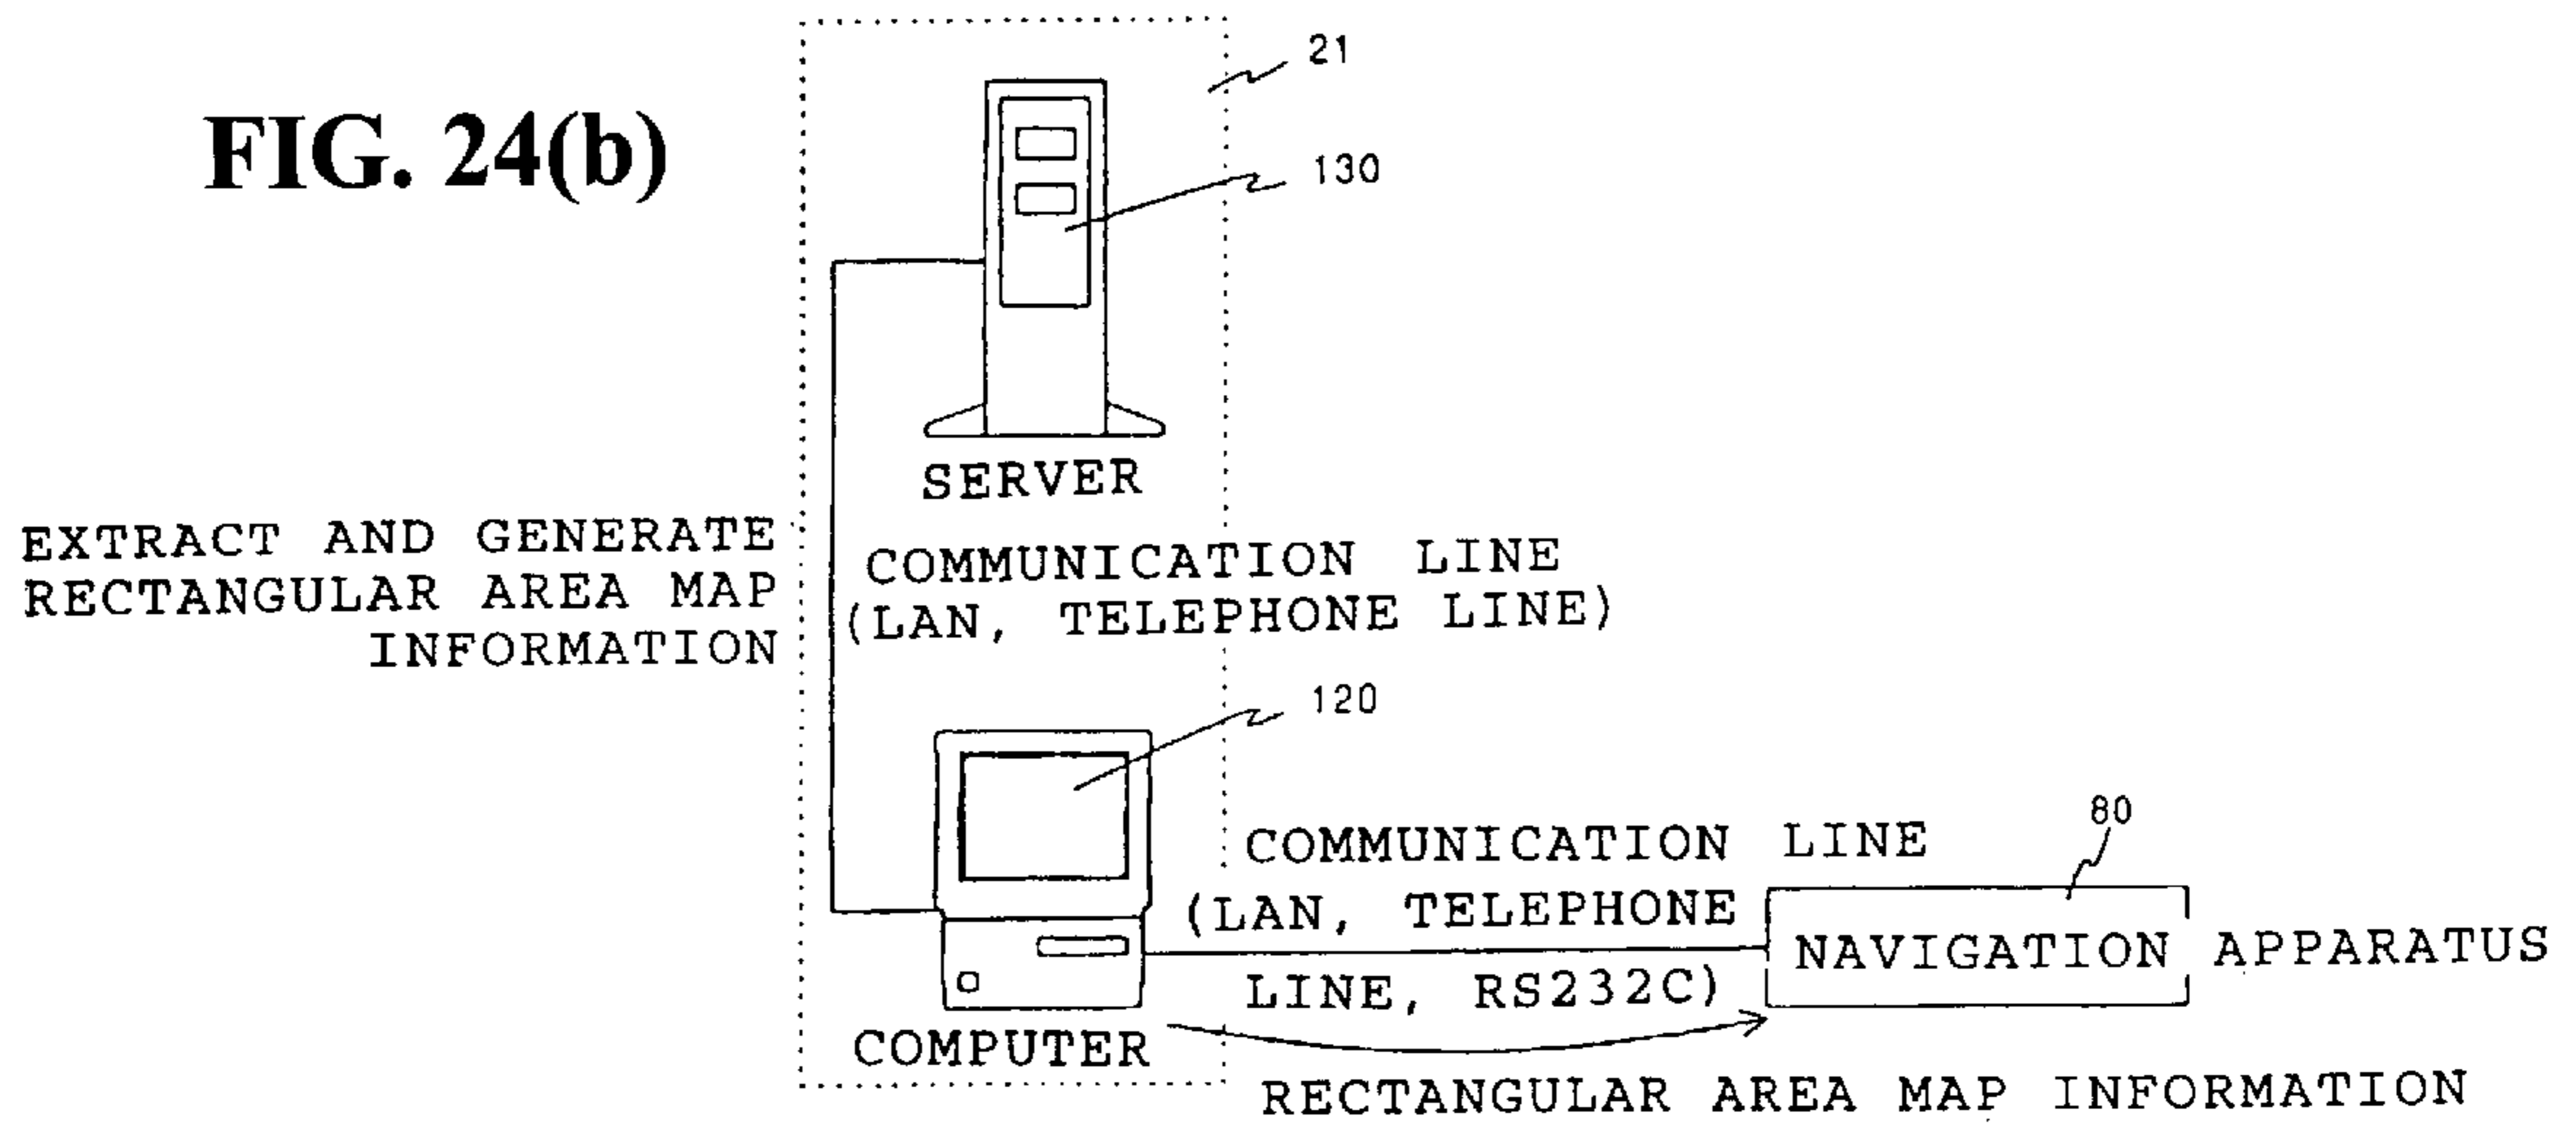 FIG. 24(b)
21
130
SERVER
EXTRACT AND GENERATE
RECTANGULAR AREA MAP
INFORMATION
COMMUNICATION LINE
(LAN, TELEPHONE LINE)
120
COMPUTER
COMMUNICATION LINE
(LAN, TELEPHONE
LINE, RS232C)
80
NAVIGATION APPARATUS
RECTANGULAR AREA MAP INFORMATION